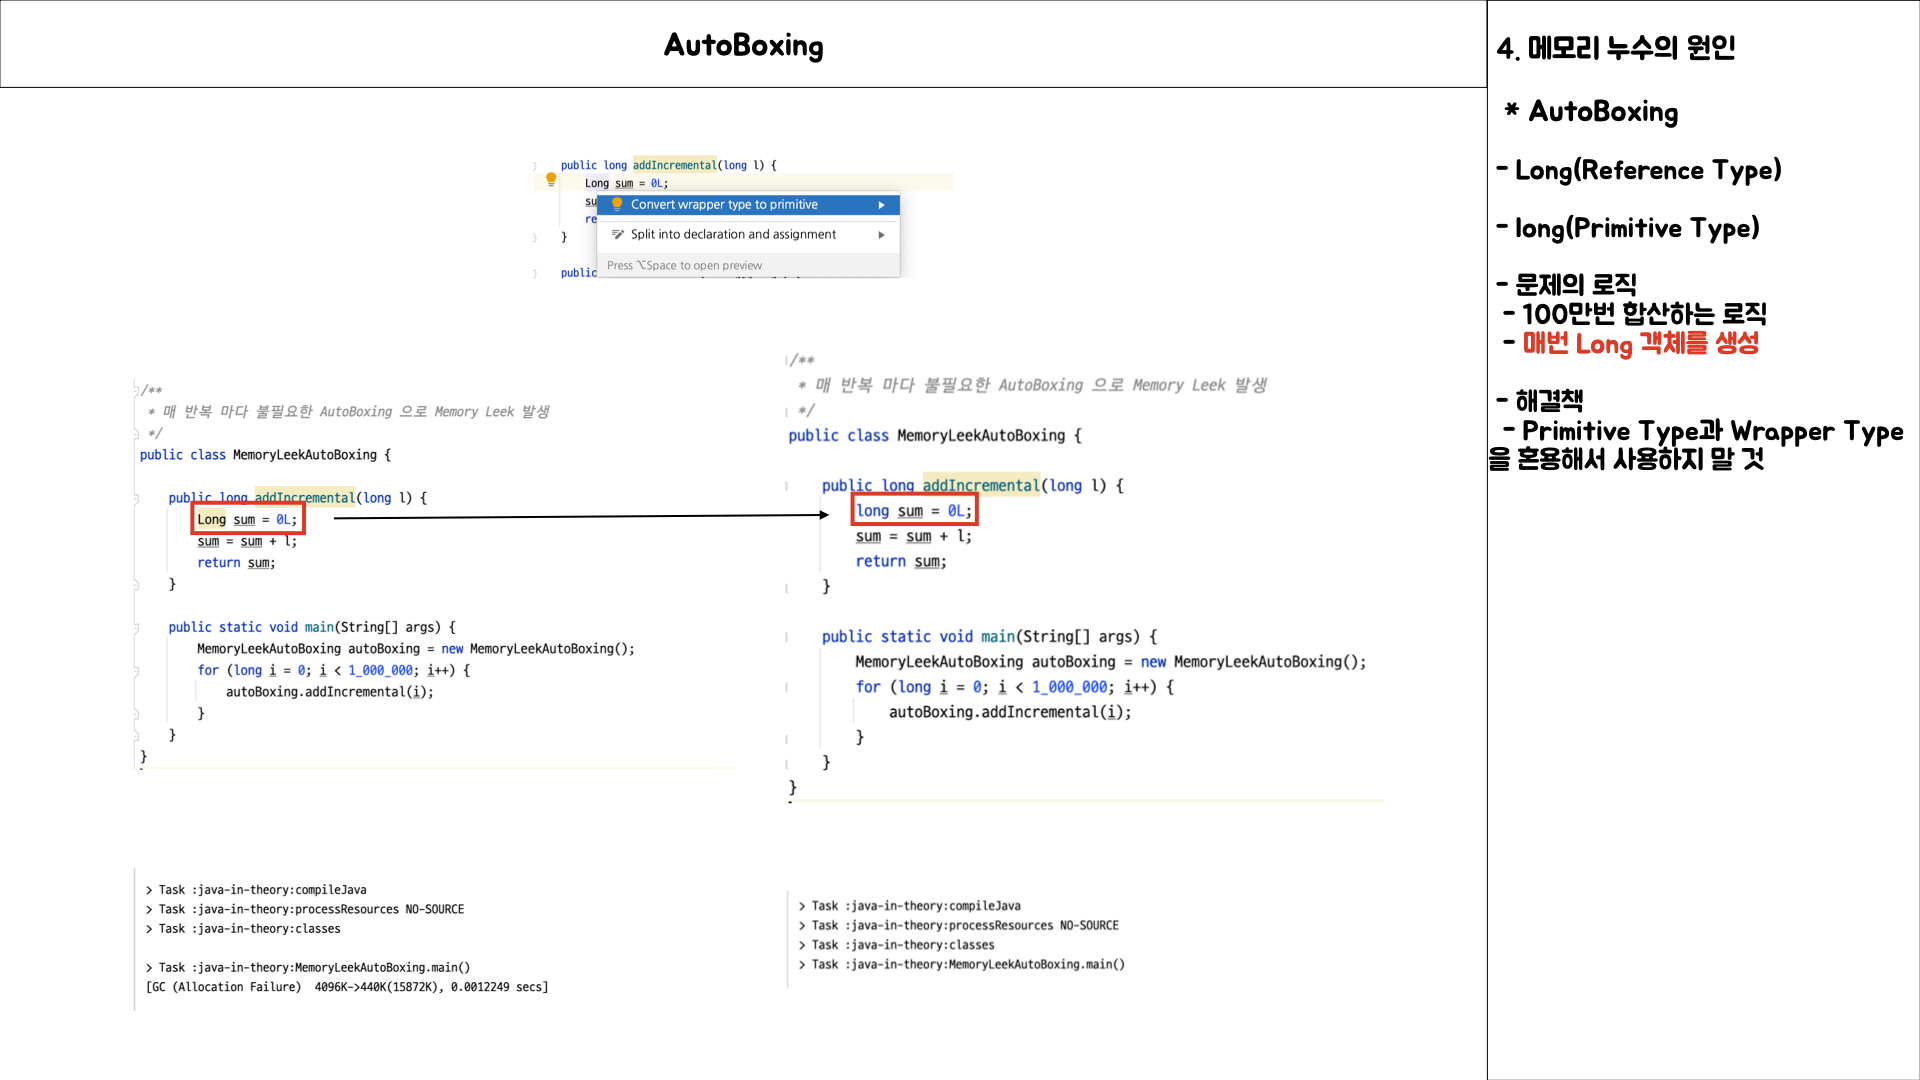 AutoBoxing
public long addIncremental(long l) {
Long sum = 0L;
su
Convert wrapper type to primitive
re
Split into declaration and assignment
}
Press ⌥Space to open preview
public
/**
* 매 반복 마다 불필요한 AutoBoxing 으로 Memory Leek 발생
*/
public class MemoryLeekAutoBoxing {
public long addIncremental(long l) {
Long sum = 0L;
sum = sum + l;
return sum;
}
public static void main(String[] args) {
MemoryLeekAutoBoxing autoBoxing = new MemoryLeekAutoBoxing();
for (long i = 0; i < 1_000_000; i++) {
autoBoxing.addIncremental(i);
}
}
}
> Task :java-in-theory:compileJava
> Task :java-in-theory:processResources NO-SOURCE
> Task :java-in-theory:classes
> Task :java-in-theory:MemoryLeekAutoBoxing.main()
[GC (Allocation Failure)  4096K->440K(15872K), 0.0012249 secs]
/**
* 매 반복 마다 불필요한 AutoBoxing 으로 Memory Leek 발생
*/
public class MemoryLeekAutoBoxing {
public long addIncremental(long l) {
long sum = 0L;
sum = sum + l;
return sum;
}
public static void main(String[] args) {
MemoryLeekAutoBoxing autoBoxing = new MemoryLeekAutoBoxing();
for (long i = 0; i < 1_000_000; i++) {
autoBoxing.addIncremental(i);
}
}
}
> Task :java-in-theory:compileJava
> Task :java-in-theory:processResources NO-SOURCE
> Task :java-in-theory:classes
> Task :java-in-theory:MemoryLeekAutoBoxing.main()
4. 메모리 누수의 원인
* AutoBoxing
- Long(Reference Type)
- long(Primitive Type)
- 문제의 로직
- 100만번 합산하는 로직
- 매번 Long 객체를 생성
- 해결책
- Primitive Type과 Wrapper Type
을 혼용해서 사용하지 말 것